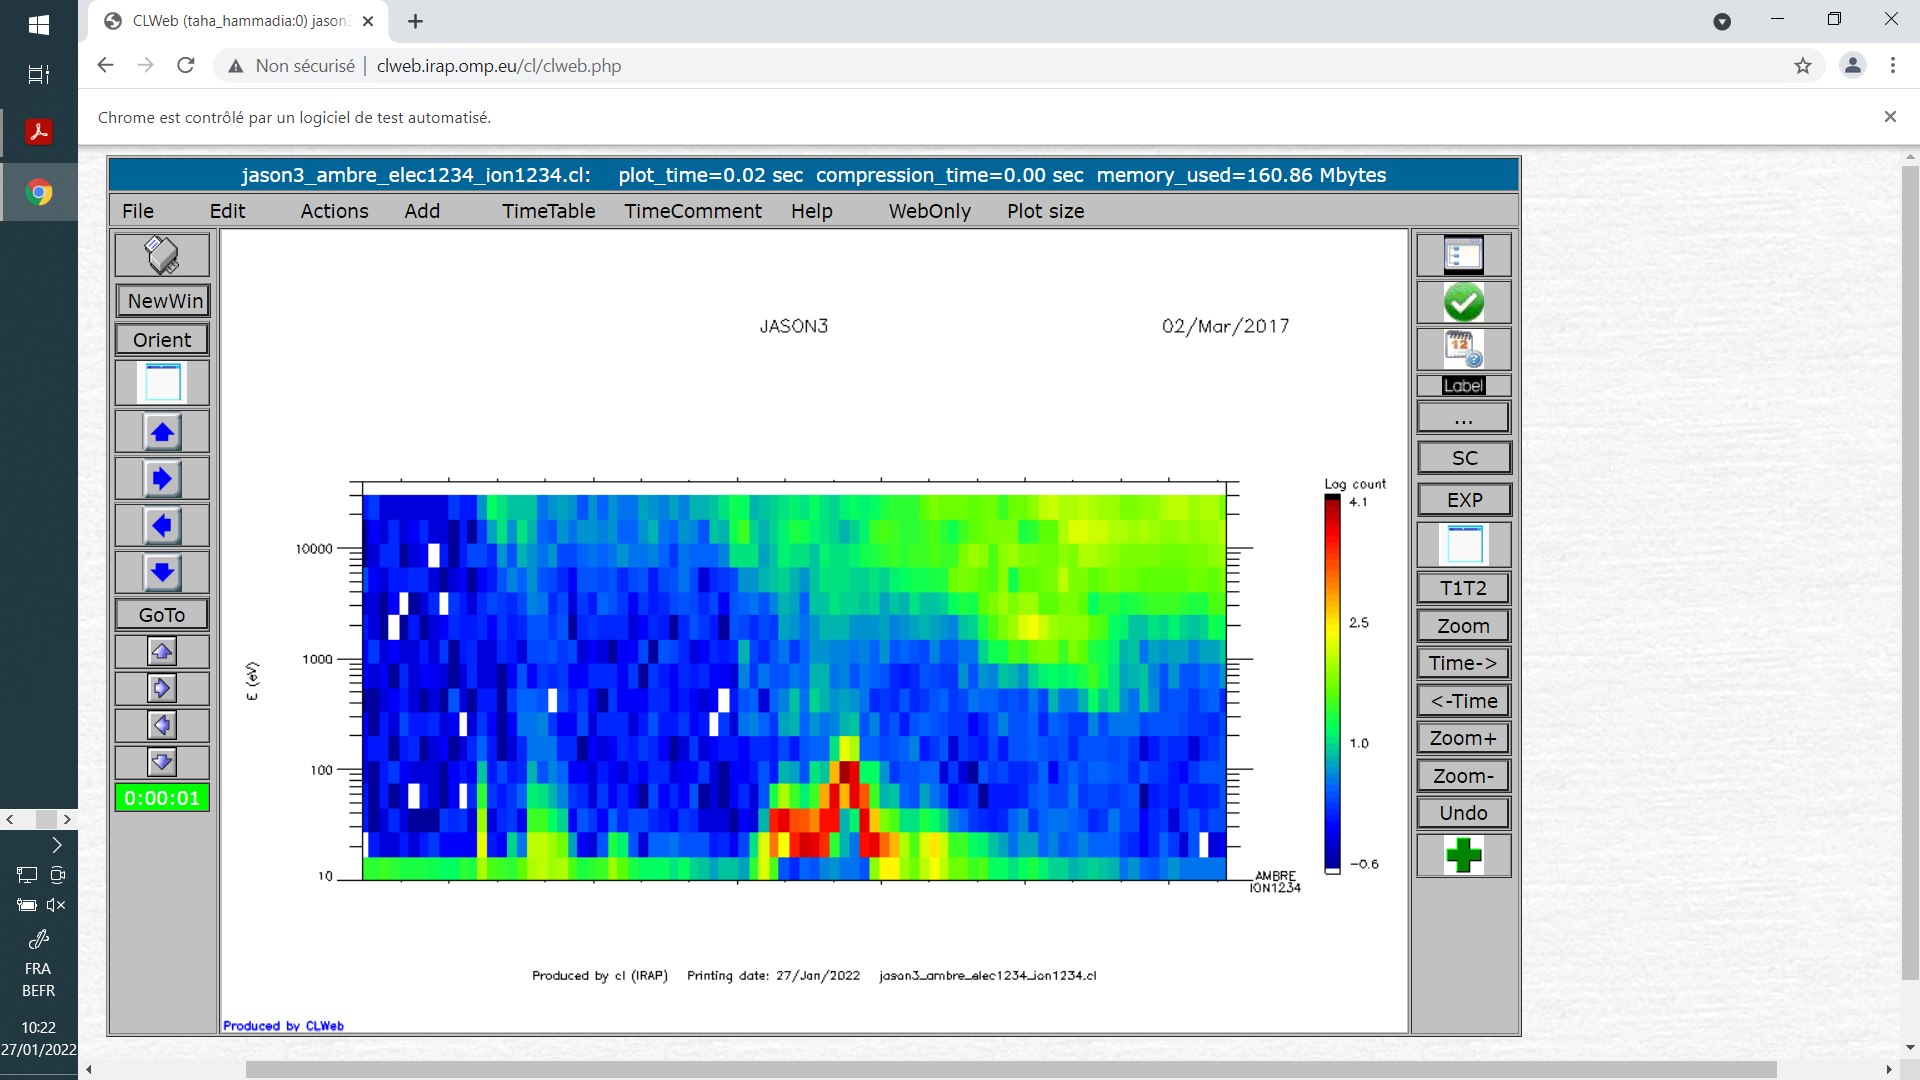 CLWeb (taha_hammadia:0) jason3
Non sécurisé | clweb.irap.omp.eu/cl/clweb.php
Chrome est contrôlé par un logiciel de test automatisé.
jason3_ambre_elec1234_ion1234.cl: plot_time=0.02 sec compression_time=0.00 sec memory_used=160.86 Mbytes
File Edit Actions Add TimeTable TimeComment Help WebOnly Plot size
NewWin
Orient
GoTo
0:00:01
JASON3 02/Mar/2017
Log count
4.1
2.5
1.0
−0.6
10000
1000
100
10
E (eV)
AMBRE
ION1234
Produced by cl (IRAP) Printing date: 27/Jan/2022 jason3_ambre_elec1234_ion1234.cl
Produced by CLWeb
12
Label
...
SC
EXP
T1T2
Zoom
Time->
<-Time
Zoom+
Zoom-
Undo
FRA
BEFR
10:22
27/01/2022